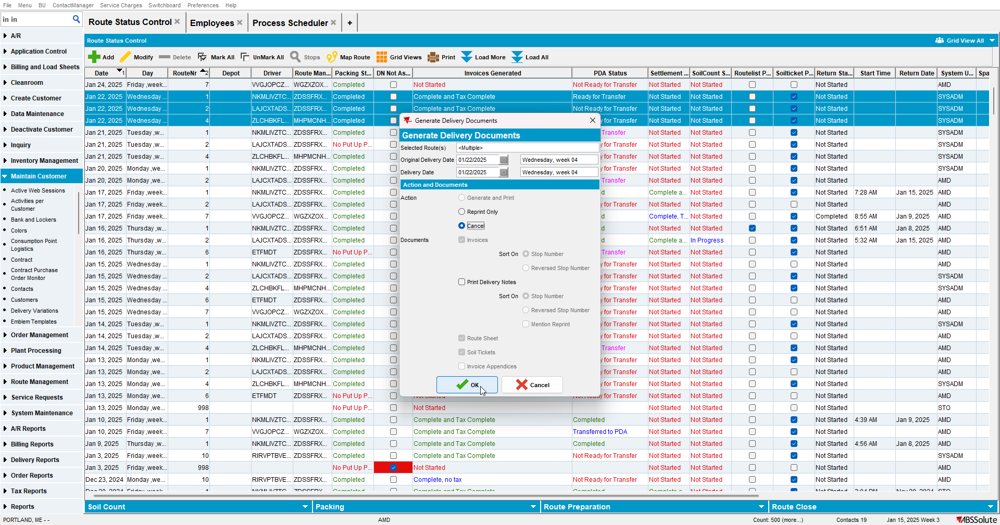 File Menu BU ContactManager Service Charges Switchboard Preferences Help
in in
Route Status Control Employees Process Scheduler +
Route Status Control Grid View All
Add Modify Delete Mark All UnMark All Stops Map Route Grid Views Print Load More Load All
A/R
Application Control
Billing and Load Sheets
Cleanroom
Create Customer
Data Maintenance
Deactivate Customer
Inquiry
Inventory Management
Maintain Customer
Active Web Sessions
Activities per
Customer
Bank and Lockers
Colors
Consumption Point
Logistics
Contract
Contract Purchase
Order Monitor
Contacts
Customers
Delivery Variations
Emblem Templates
Order Management
Plant Processing
Product Management
Route Management
Service Requests
System Maintenance
A/R Reports
Billing Reports
Delivery Reports
Order Reports
Tax Reports
Reports
Date 1 Day RouteNr 2 Depot Driver Route Man... Packing St... DN Not As... Invoices Generated PDA Status Settlement ... SoilCount S... Routelist P... Soilticket P... Return Sta... Start Time Return Date System U... Spa
Jan 24, 2025 Friday ,week... 7 VVGJOPCZ... WGZXZOX... Completed Not Started Not Ready for Transfer Not Started Not Started Not Started AMD
Jan 22, 2025 Wednesday ... 1 NKMLIVZTC... ZDSSFRX... Completed Complete and Tax Complete Ready for Transfer Not Started Not Started Not Started SYSADM
Jan 22, 2025 Wednesday ... 2 LAJCXTADS... ZDSSFRX... Completed Complete and Tax Complete Not Ready for Transfer Not Started Not Started Not Started SYSADM
Jan 22, 2025 Wednesday ... 4 ZLCHBKFL... MHPMCNH... Completed y for Transfer Not Started Not Started Not Started SYSADM
Jan 21, 2025 Tuesday ,w... 1 NKMLIVZTC... ZDSSFRX... Completed Transfer Not Started Not Started Not Started SYSADM
Jan 21, 2025 Tuesday ,w... 2 LAJCXTADS... ZDSSFRX... No Put Up P... y for Transfer Not Started Not Started Not Started SYSADM
Jan 21, 2025 Tuesday ,w... 4 ZLCHBKFL... MHPMCNH... Completed y for Transfer Not Started Not Started Not Started SYSADM
Jan 20, 2025 Monday ,we... 1 NKMLIVZTC... ZDSSFRX... Completed y for Transfer Not Started Not Started Not Started SYSADM
Jan 20, 2025 Monday ,we... 2 LAJCXTADS... ZDSSFRX... Completed Transfer Not Started Not Started Not Started AMD
Jan 17, 2025 Friday ,week... 1 NKMLIVZTC... ZDSSFRX... Completed d Complete a... Not Started Not Started 7:28 AM Jan 15, 2025 AMD
Jan 17, 2025 Friday ,week... 2 LAJCXTADS... ZDSSFRX... Completed y for Transfer Not Started Not Started Not Started AMD
Jan 17, 2025 Friday ,week... 7 VVGJOPCZ... WGZXZOX... Completed d Complete, T... Not Started Completed 8:55 AM Jan 9, 2025 AMD
Jan 16, 2025 Thursday ,w... 1 NKMLIVZTC... ZDSSFRX... Completed d Not Started Not Started Not Started 6:51 AM Jan 8, 2025 AMD
Jan 16, 2025 Thursday ,w... 2 LAJCXTADS... ZDSSFRX... Completed d Complete a... In Progress Not Started 5:32 AM Jan 15, 2025 AMD
Jan 16, 2025 Thursday ,w... 6 ETFMDT ZDSSFRX... No Put Up P... Transfer Not Started Not Started Not Started AMD
Jan 15, 2025 Wednesday ... 1 NKMLIVZTC... ZDSSFRX... Completed y for Transfer Not Started Not Started Not Started AMD
Jan 15, 2025 Wednesday ... 2 LAJCXTADS... ZDSSFRX... Completed y for Transfer Not Started Not Started Not Started SYSADM
Jan 15, 2025 Wednesday ... 4 ZLCHBKFL... MHPMCNH... Completed y for Transfer Not Started Not Started Not Started SYSADM
Jan 15, 2025 Wednesday ... 6 ETFMDT ZDSSFRX... Completed y for Transfer Not Started Not Started Not Started AMD
Jan 15, 2025 Wednesday ... 7 VVGJOPCZ... WGZXZOX... Completed y for Transfer Not Started Not Started Not Started AMD
Jan 14, 2025 Tuesday ,w... 1 NKMLIVZTC... ZDSSFRX... Completed y for Transfer Not Started Not Started Not Started SYSADM
Jan 14, 2025 Tuesday ,w... 2 LAJCXTADS... ZDSSFRX... Completed y for Transfer Not Started Not Started Not Started AMD
Jan 14, 2025 Tuesday ,w... 4 ZLCHBKFL... MHPMCNH... Completed Transfer Not Started Not Started Not Started AMD
Jan 13, 2025 Monday ,we... 1 NKMLIVZTC... ZDSSFRX... Completed y for Transfer Not Started Not Started Not Started AMD
Jan 13, 2025 Monday ,we... 2 LAJCXTADS... ZDSSFRX... Completed y for Transfer Not Started Not Started Not Started AMD
Jan 13, 2025 Monday ,we... 4 ZLCHBKFL... MHPMCNH... Completed y for Transfer Not Started Not Started Not Started SYSADM
Jan 13, 2025 Monday ,we... 6 ETFMDT ZDSSFRX... No Put Up P... Not Started Not Ready for Transfer Not Started Not Started Not Started AMD
Jan 13, 2025 Monday ,we... 998 No Put Up P... Not Started Not Started Not Started Not Started STO
Jan 10, 2025 Friday ,week... 1 NKMLIVZTC... ZDSSFRX... Completed Complete and Tax Complete Completed Not Started Not Started Not Started 4:39 AM Jan 9, 2025 AMD
Jan 10, 2025 Friday ,week... 7 VVGJOPCZ... WGZXZOX... Completed Complete and Tax Complete Transferred to PDA Not Started Not Started Not Started AMD
Jan 9, 2025 Thursday ,w... 1 NKMLIVZTC... ZDSSFRX... Completed Complete and Tax Complete Completed Not Started Not Started Not Started 4:56 AM Jan 8, 2025 AMD
Jan 3, 2025 Friday ,week... 10 RIRVPTBVE... ZDSSFRX... Completed Complete and Tax Complete Not Ready for Transfer Not Started Not Started Not Started SYSADM
Jan 3, 2025 Friday ,week... 998 No Put Up P... Not Started Not Started Not Started Not Started AMD
Dec 23, 2024 Monday ,we... 10 RIRVPTBVE... ZDSSFRX... Completed Complete, no tax Not Ready for Transfer Not Started Not Started Not Started AMD
Generate Delivery Documents
Generate Delivery Documents
Selected Route(s) <Multiple>
Original Delivery Date 01/22/2025 16 Wednesday, week 04
Delivery Date 01/22/2025 16 Wednesday, week 04
Action and Documents
Action Generate and Print
Reprint Only
Cancel
Documents Invoices
Sort On Stop Number
Reversed Stop Number
Print Delivery Notes
Sort On Stop Number
Reversed Stop Number
Mention Reprint
Route Sheet
Soil Tickets
Invoice Appendices
OK Cancel
Soil Count Packing Route Preparation Route Close
PORTLAND, ME - - AMD Count: 500 (more...) Contacts 19 Jan 15, 2025 Week 3 ABSSolute